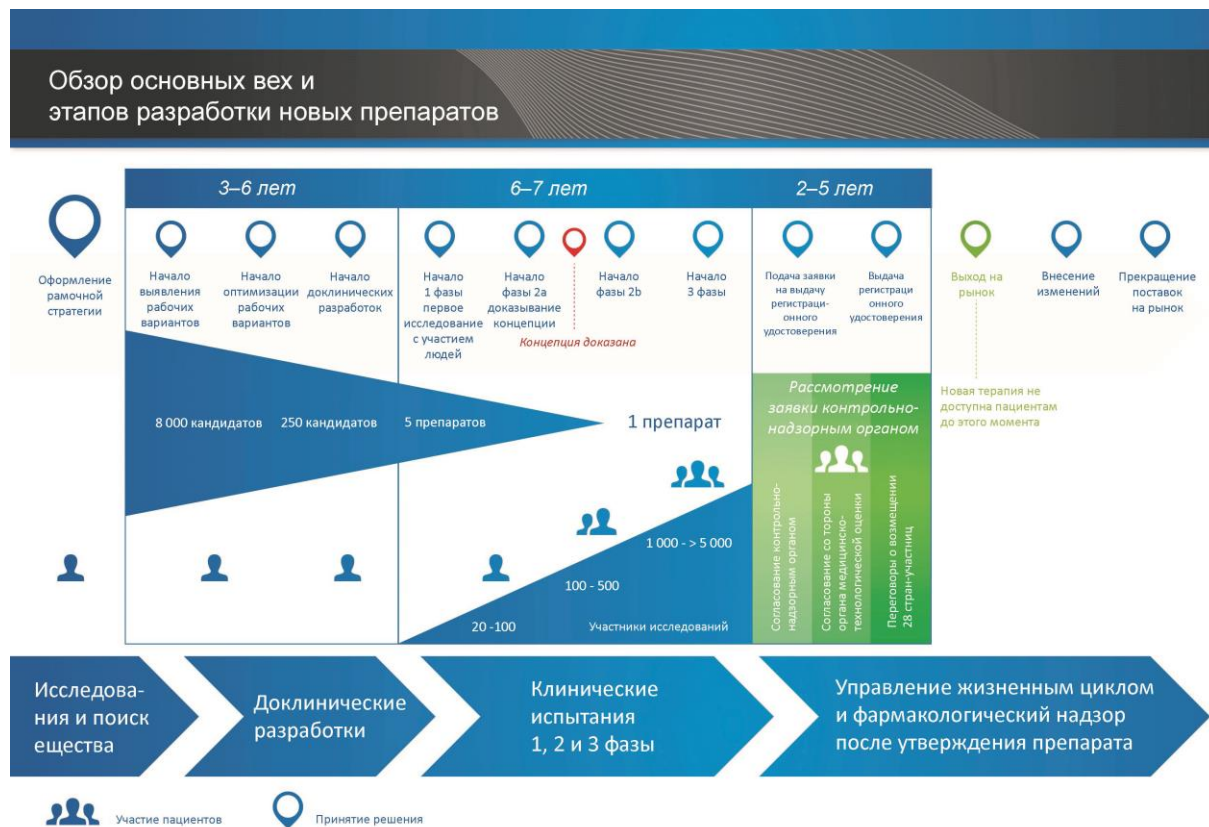 Обзор основных вех и
этапов разработки новых препаратов
3–6 лет
6–7 лет
2–5 лет
Оформление
рамочной
стратегии
Начало
выявления
рабочих
вариантов
Начало
оптимизации
рабочих
вариантов
Начало
доклинических
разработок
Начало
1 фазы
первое
исследование
с участием
людей
Начало
фазы 2a
доказывание
концепции
Концепция доказана
Начало
фазы 2b
Начало
3 фазы
Подача заявки
на выдачу
регистраци-
онного
удостоверения
Выдача
регистраци
онного
удостоверения
Выход на
рынок
Внесение
изменений
Прекращение
поставок
на рынок
8 000 кандидатов
250 кандидатов
5 препаратов
1 препарат
Рассмотрение
заявки контрольно-
надзорным органом
Новая терапия не
доступна пациентам
до этого момента
Согласование контрольно-
надзорным органом
Согласование со стороны
органа медицинско-
технологической оценки
Переговоры о возмещении
28 стран-участниц
1 000 - > 5 000
100 - 500
20 -100
Участники исследований
Исследова-
ния и поиск
ещества
Доклинические
разработки
Клинические
испытания
1, 2 и 3 фазы
Управление жизненным циклом
и фармакологический надзор
после утверждения препарата
Участие пациентов
Принятие решения